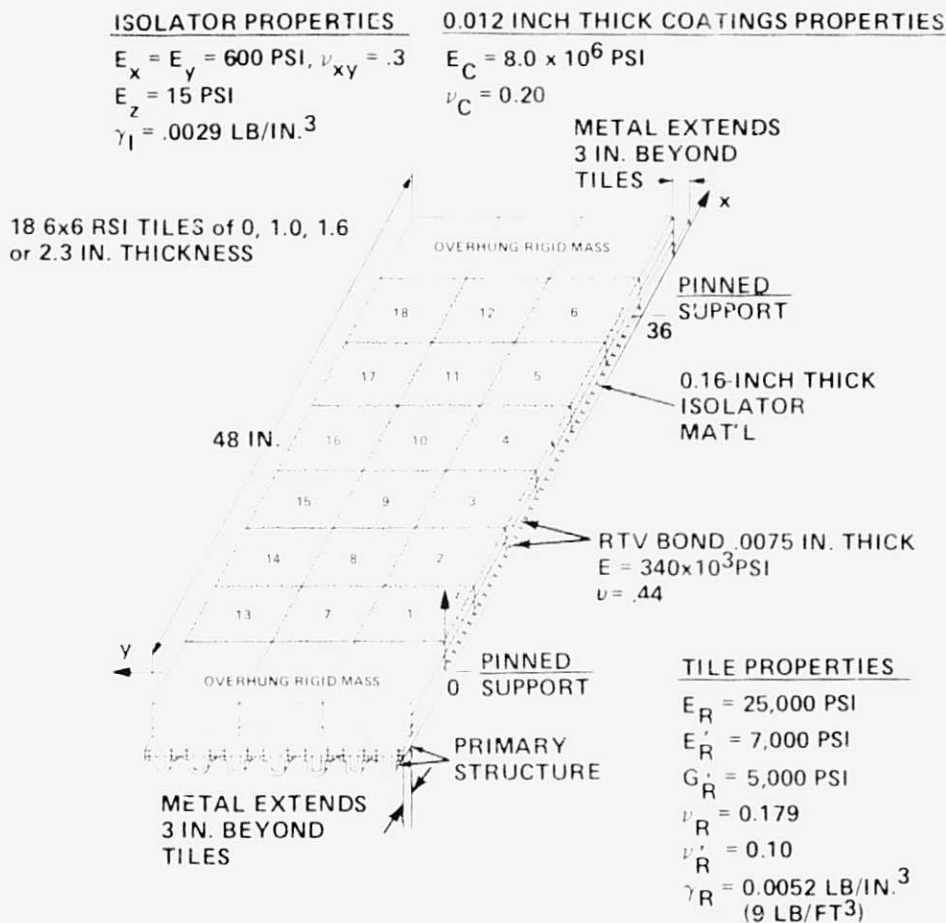 ISOLATOR PROPERTIES
E_x = E_y = 600 PSI, ν_xy = .3
E_z = 15 PSI
γ_I = .0029 LB/IN.³
0.012 INCH THICK COATINGS PROPERTIES
E_C = 8.0 x 10⁶ PSI
ν_C = 0.20
METAL EXTENDS
3 IN. BEYOND
TILES
x
18 6x6 RSI TILES of 0, 1.0, 1.6
or 2.3 IN. THICKNESS
OVERHUNG RIGID MASS
PINNED
SUPPORT
36
18 12 6
17 11 5
0.16-INCH THICK
ISOLATOR
MAT'L
48 IN.
16 10 4
15 9 3
RTV BOND .0075 IN. THICK
E = 340x10³PSI
υ = .44
14 8 2
13 7 1
y
OVERHUNG RIGID MASS
0
PINNED
SUPPORT
PRIMARY
STRUCTURE
METAL EXTENDS
3 IN. BEYOND
TILES
TILE PROPERTIES
E_R = 25,000 PSI
E'_R = 7,000 PSI
G'_R = 5,000 PSI
ν_R = 0.179
ν'_R = 0.10
γ_R = 0.0052 LB/IN.³
(9 LB/FT³)